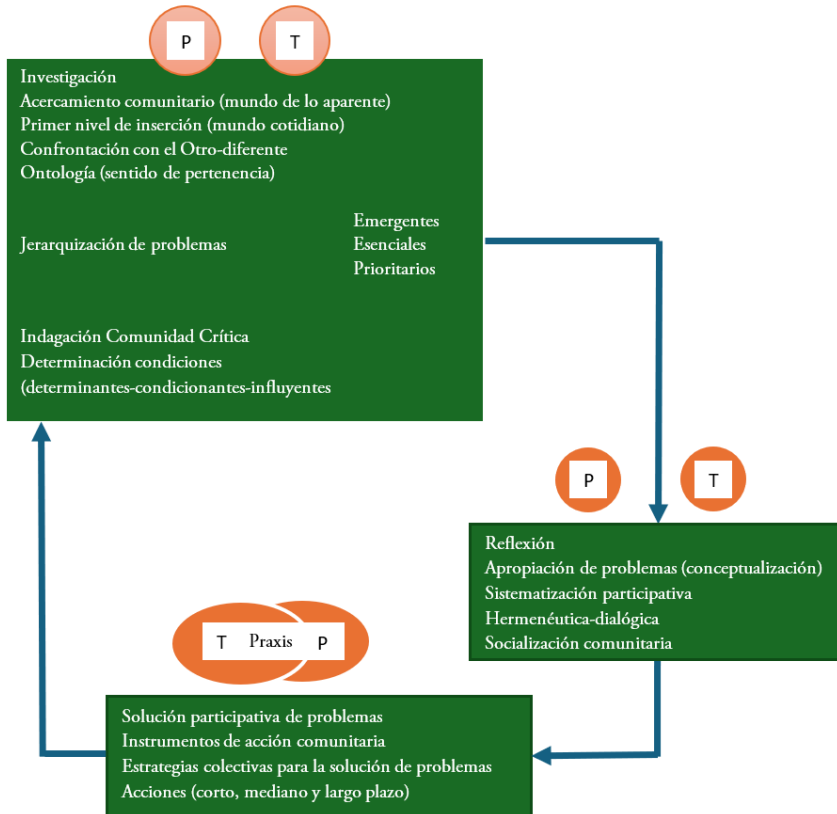 P T
Investigación
Acercamiento comunitario (mundo de lo aparente)
Primer nivel de inserción (mundo cotidiano)
Confrontación con el Otro-diferente
Ontología (sentido de pertenencia)
Emergentes
Jerarquización de problemas Esenciales
Prioritarios
Indagación Comunidad Crítica
Determinación condiciones
(determinantes-condicionantes-influyentes
P T
Reflexión
Apropiación de problemas (conceptualización)
Sistematización participativa
Hermenéutica-dialógica
Socialización comunitaria
T Praxis P
Solución participativa de problemas
Instrumentos de acción comunitaria
Estrategias colectivas para la solución de problemas
Acciones (corto, mediano y largo plazo)